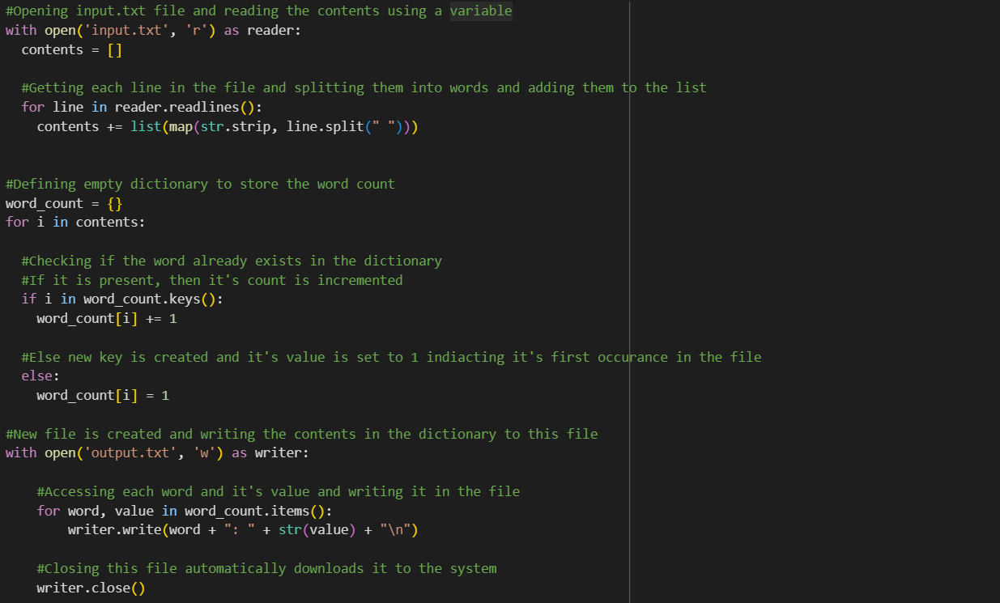 #Opening input.txt file and reading the contents using a variable
with open('input.txt', 'r') as reader:
  contents = []

  #Getting each line in the file and splitting them into words and adding them to the list
  for line in reader.readlines():
    contents += list(map(str.strip, line.split(" ")))


#Defining empty dictionary to store the word count
word_count = {}
for i in contents:

  #Checking if the word already exists in the dictionary
  #If it is present, then it's count is incremented
  if i in word_count.keys():
    word_count[i] += 1

  #Else new key is created and it's value is set to 1 indiacting it's first occurance in the file
  else:
    word_count[i] = 1

#New file is created and writing the contents in the dictionary to this file
with open('output.txt', 'w') as writer:

    #Accessing each word and it's value and writing it in the file
    for word, value in word_count.items():
        writer.write(word + ": " + str(value) + "\n")

    #Closing this file automatically downloads it to the system
    writer.close()